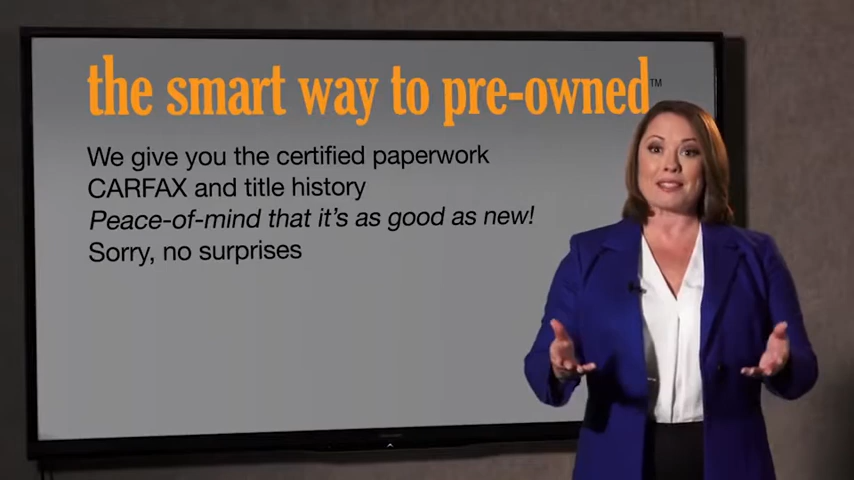 the smart way to pre-owned™
We give you the certified paperwork
CARFAX and title history
Peace-of-mind that it's as good as new!
Sorry, no surprises